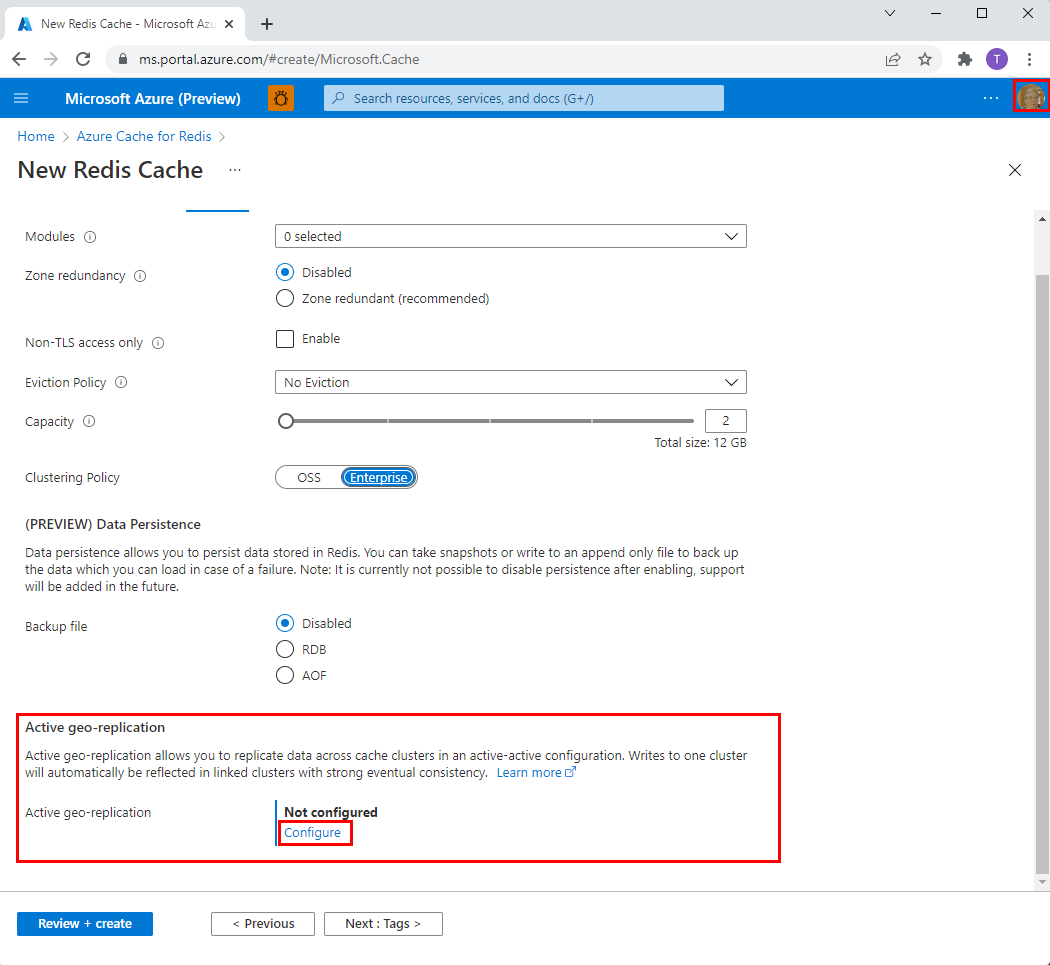 New Redis Cache - Microsoft Azu
ms.portal.azure.com/#create/Microsoft.Cache
T
Microsoft Azure (Preview)
Search resources, services, and docs (G+/)
Home > Azure Cache for Redis >
New Redis Cache ...
Modules
0 selected
Zone redundancy
Disabled
Zone redundant (recommended)
Non-TLS access only
Enable
Eviction Policy
No Eviction
Capacity
2
Total size: 12 GB
Clustering Policy
OSS
Enterprise
(PREVIEW) Data Persistence
Data persistence allows you to persist data stored in Redis. You can take snapshots or write to an append only file to back up
the data which you can load in case of a failure. Note: It is currently not possible to disable persistence after enabling, support
will be added in the future.
Backup file
Disabled
RDB
AOF
Active geo-replication
Active geo-replication allows you to replicate data across cache clusters in an active-active configuration. Writes to one cluster
will automatically be reflected in linked clusters with strong eventual consistency. Learn more
Active geo-replication
Not configured
Configure
Review + create
< Previous
Next : Tags >